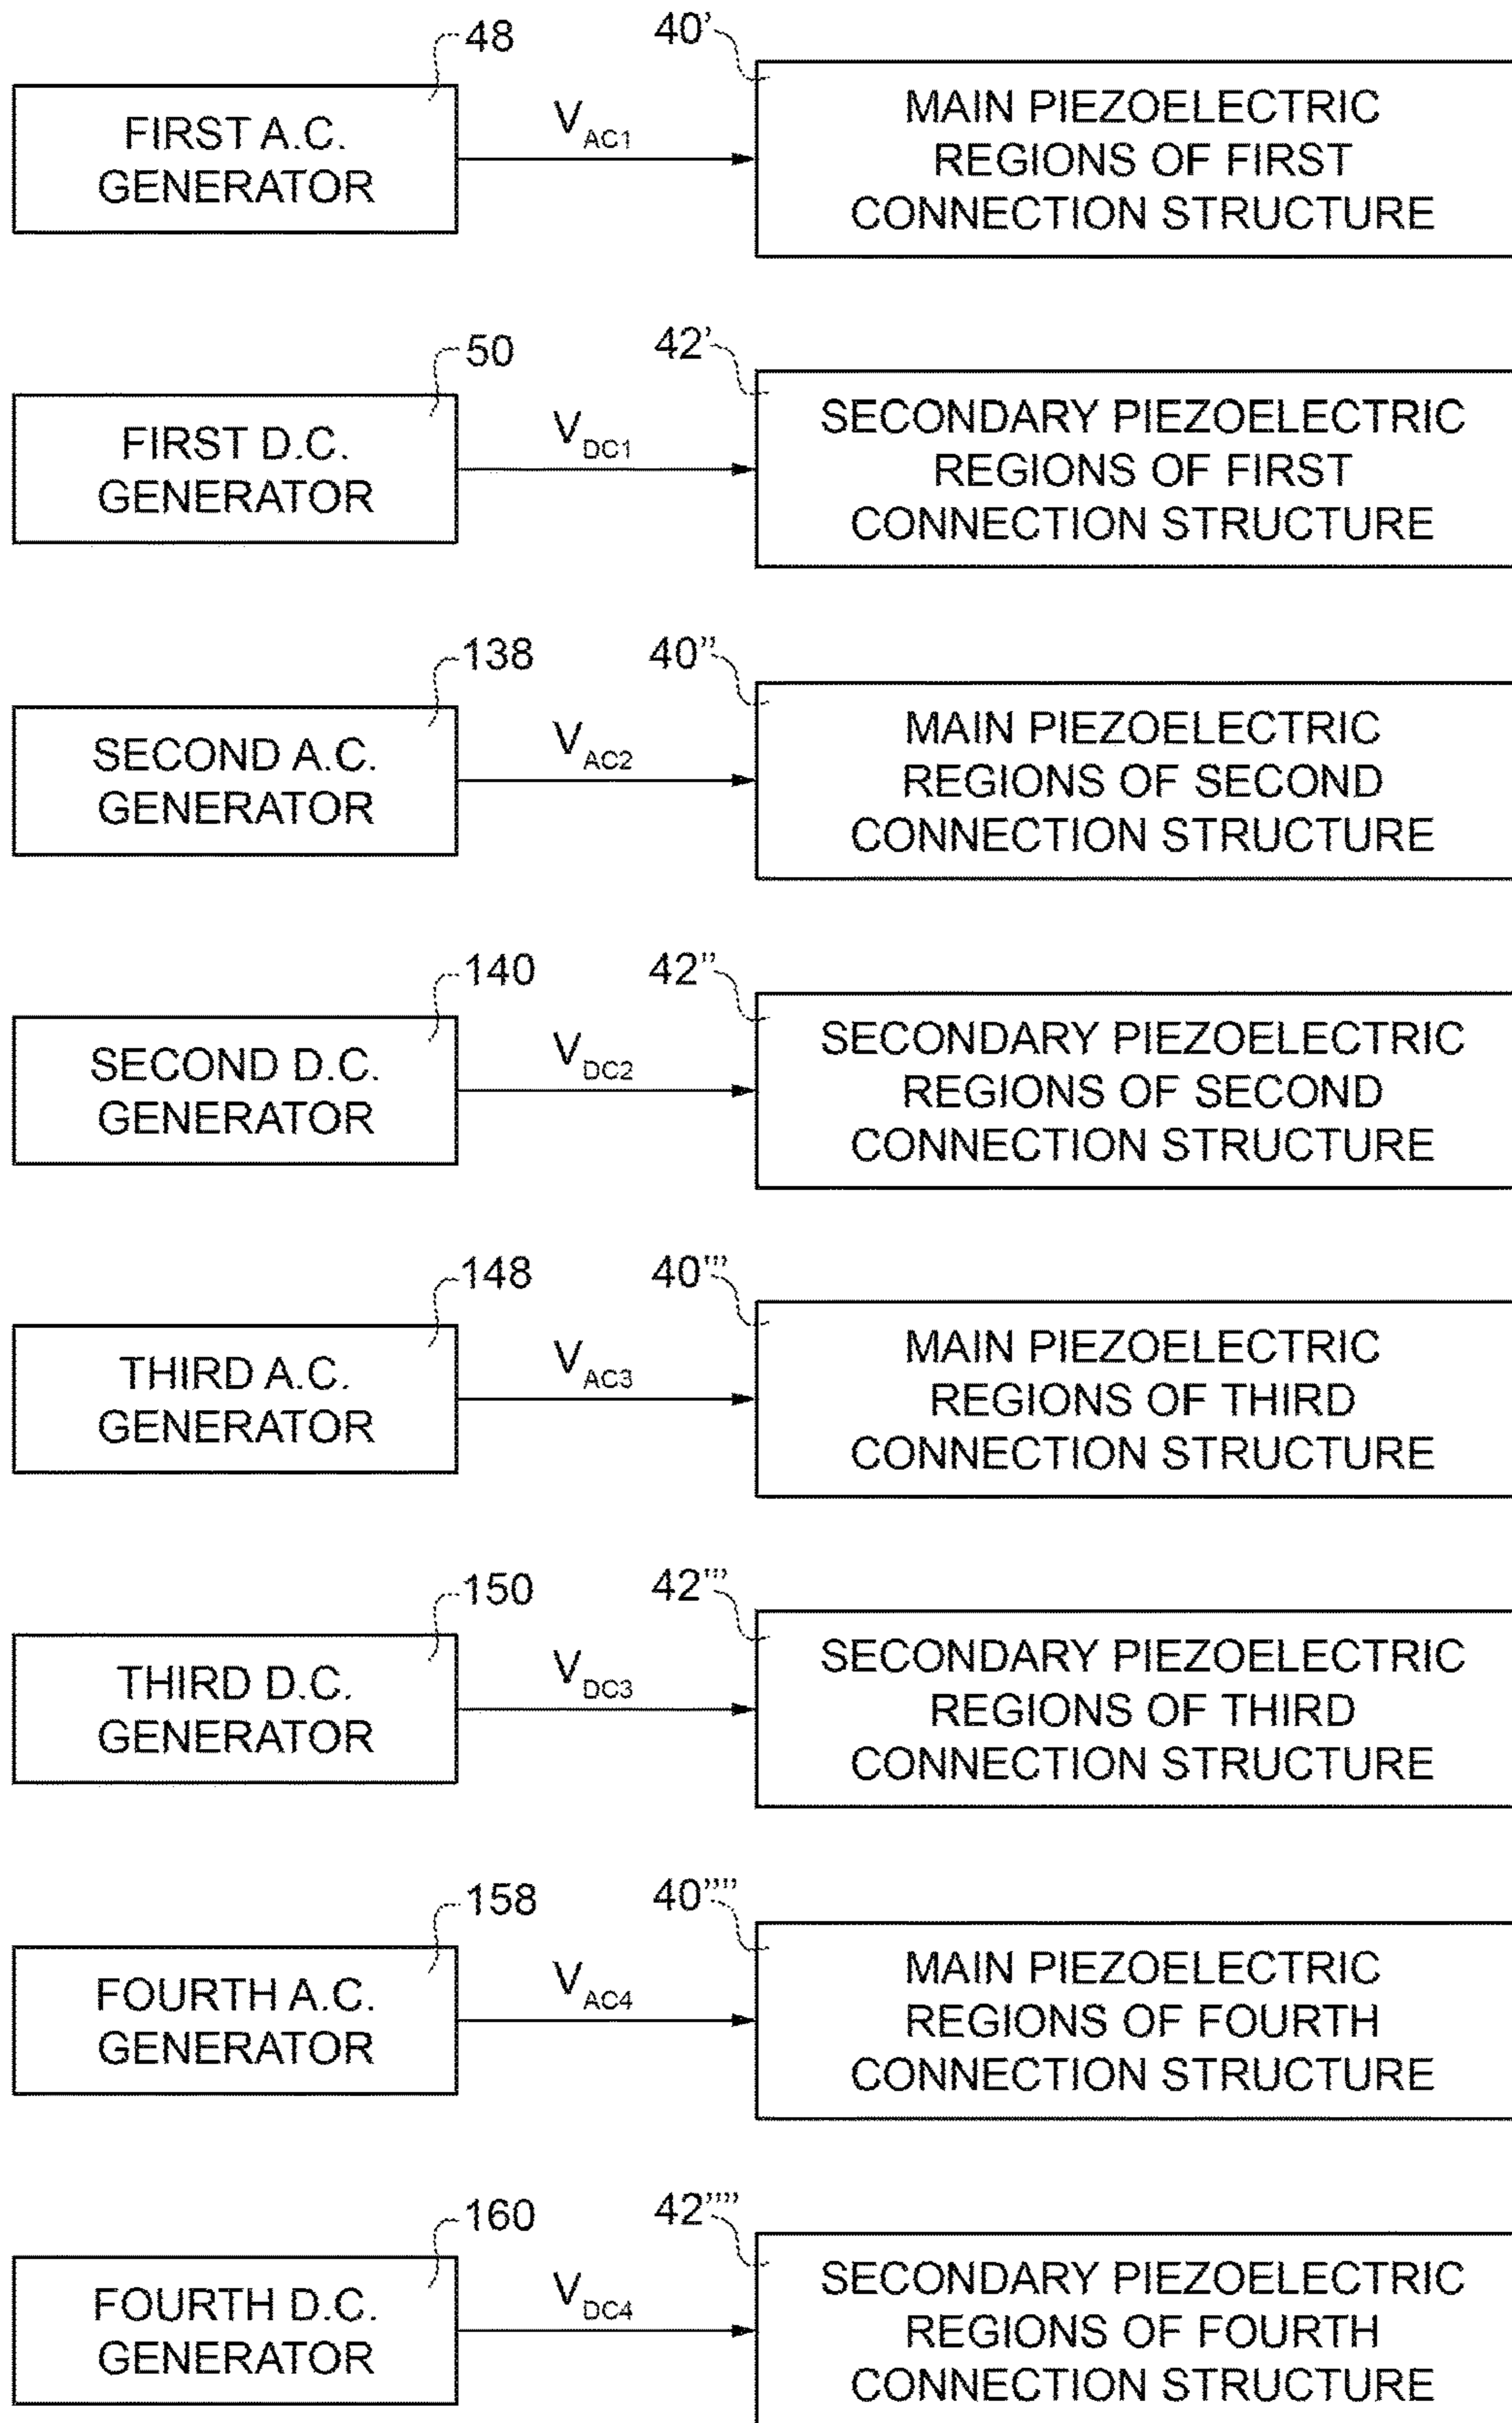 48
40’
FIRST A.C.
GENERATOR
VAC1
MAIN PIEZOELECTRIC
REGIONS OF FIRST
CONNECTION STRUCTURE
50
42’
FIRST D.C.
GENERATOR
VDC1
SECONDARY PIEZOELECTRIC
REGIONS OF FIRST
CONNECTION STRUCTURE
138
40’’
SECOND A.C.
GENERATOR
VAC2
MAIN PIEZOELECTRIC
REGIONS OF SECOND
CONNECTION STRUCTURE
140
42’’
SECOND D.C.
GENERATOR
VDC2
SECONDARY PIEZOELECTRIC
REGIONS OF SECOND
CONNECTION STRUCTURE
148
40’’’
THIRD A.C.
GENERATOR
VAC3
MAIN PIEZOELECTRIC
REGIONS OF THIRD
CONNECTION STRUCTURE
150
42’’’
THIRD D.C.
GENERATOR
VDC3
SECONDARY PIEZOELECTRIC
REGIONS OF THIRD
CONNECTION STRUCTURE
158
40’’’’
FOURTH A.C.
GENERATOR
VAC4
MAIN PIEZOELECTRIC
REGIONS OF FOURTH
CONNECTION STRUCTURE
160
42’’’’
FOURTH D.C.
GENERATOR
VDC4
SECONDARY PIEZOELECTRIC
REGIONS OF FOURTH
CONNECTION STRUCTURE